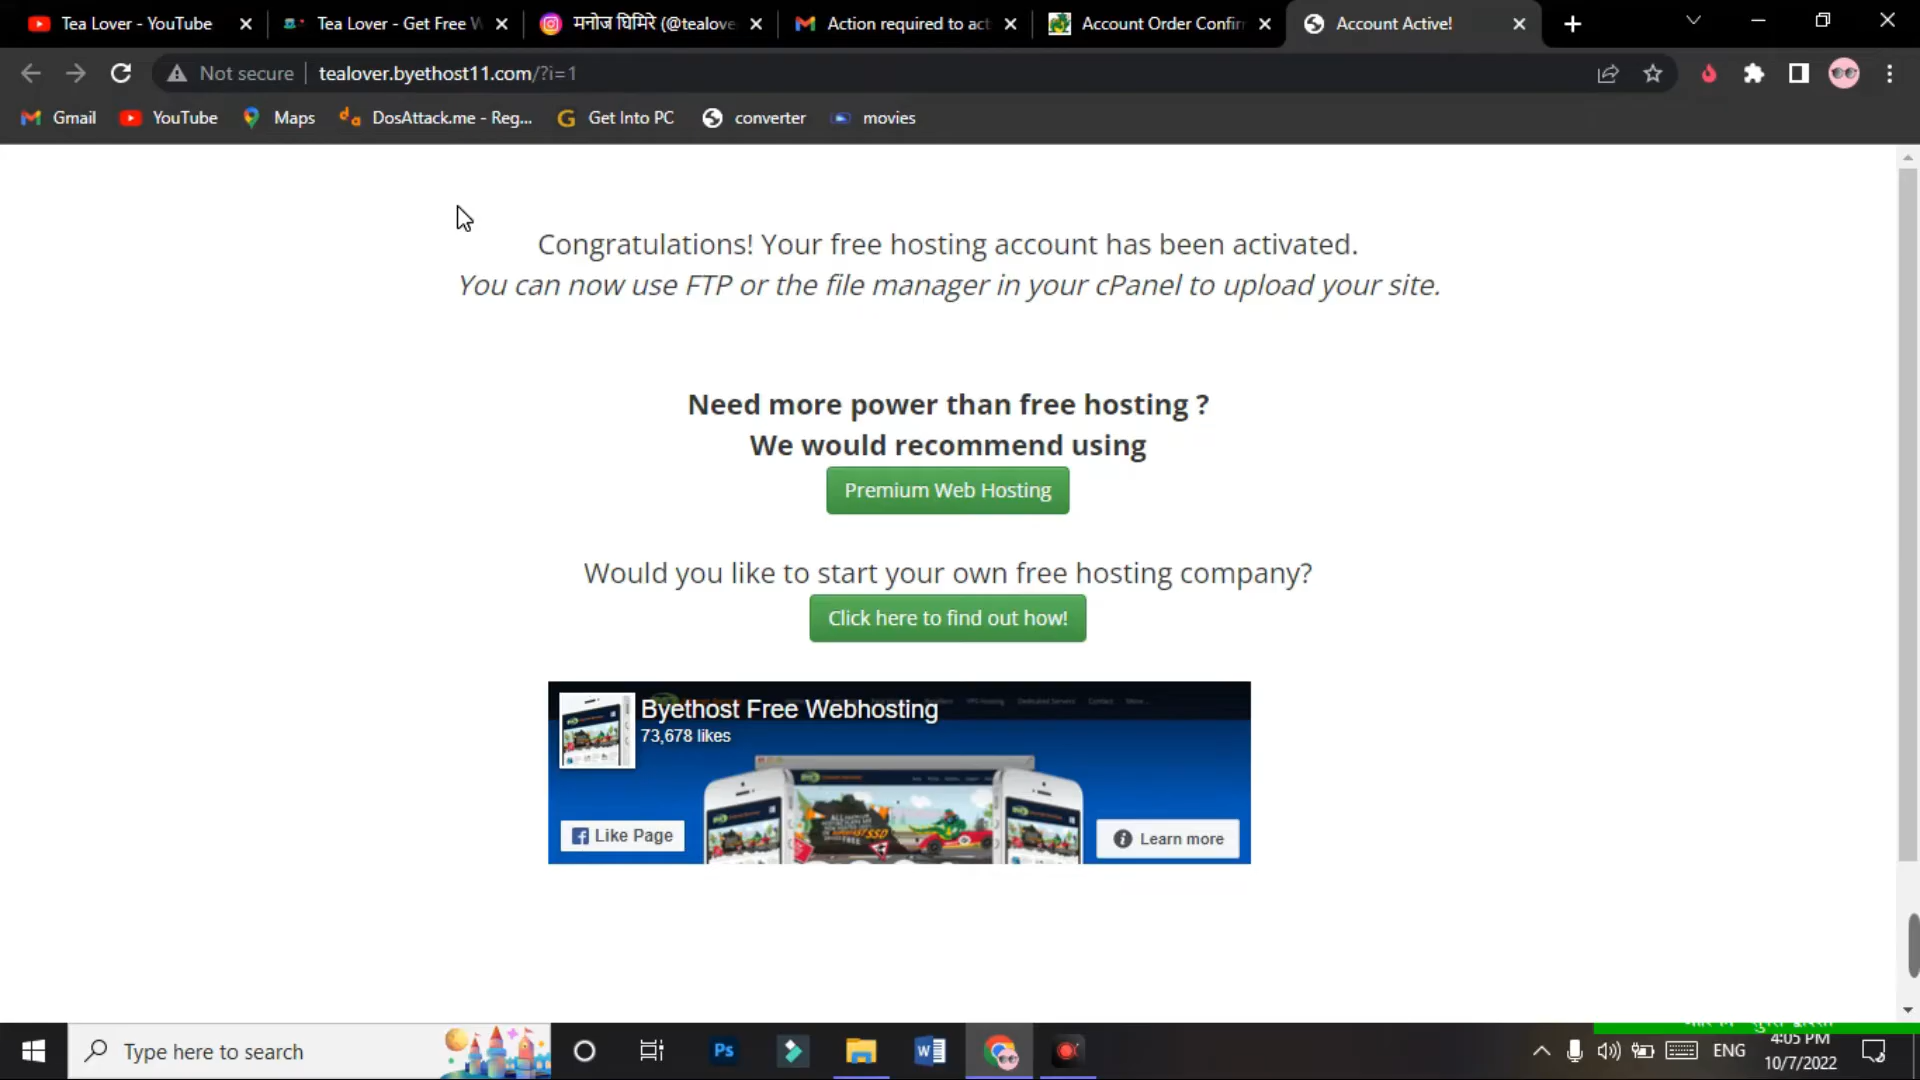 Tea Lover - YouTube
Tea Lover - Get Free W
मनोज घिमिरे (@tealove
Action required to act
Account Order Confir
Account Active!
Not secure
tealover.byethost11.com/?i=1
Gmail
YouTube
Maps
DosAttack.me - Reg...
Get Into PC
converter
movies
Congratulations! Your free hosting account has been activated.
You can now use FTP or the file manager in your cPanel to upload your site.
Need more power than free hosting ?
We would recommend using
Premium Web Hosting
Would you like to start your own free hosting company?
Click here to find out how!
Byethost Free Webhosting
73,678 likes
Like Page
Learn more
Type here to search
Ps
ENG
4:05 PM
10/7/2022